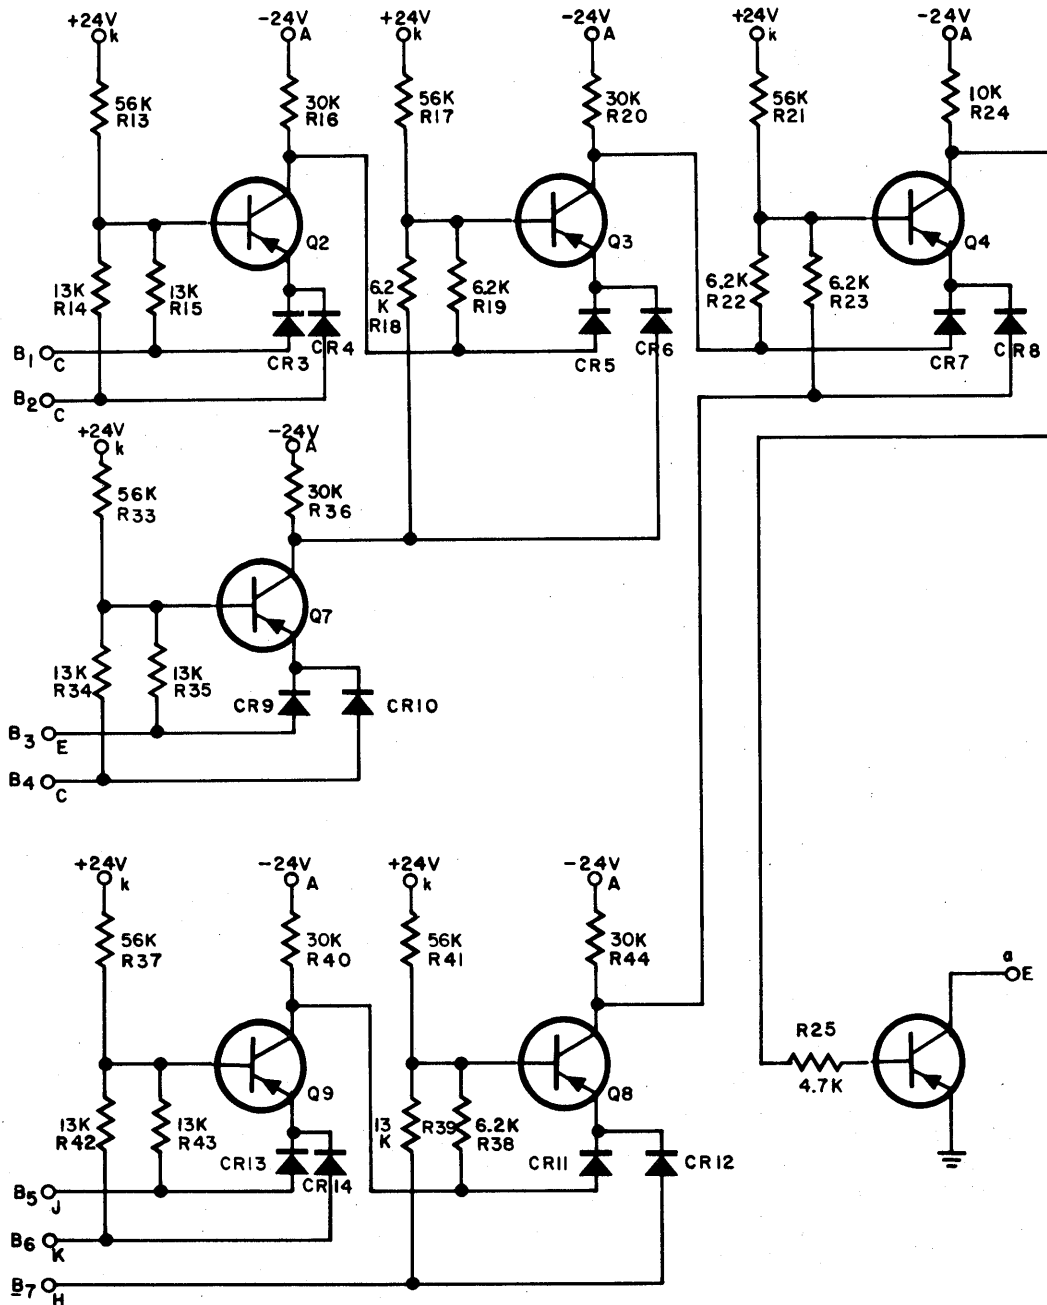 +24V
k
-24V
A
+24V
k
-24V
A
+24V
k
-24V
A
56K
R13
30K
R16
56K
R17
30K
R20
56K
R21
10K
R24
Q2
Q3
Q4
13K
R14
13K
R15
6.2
K
R18
6.2K
R19
6.2K
R22
6.2K
R23
B1
C
CR3
CR4
CR5
CR6
CR7
CR8
B2
C
+24V
k
-24V
A
56K
R33
30K
R36
Q7
13K
R34
13K
R35
CR9
CR10
B3
E
B4
C
+24V
k
-24V
A
+24V
k
-24V
A
56K
R37
30K
R40
56K
R41
30K
R44
a
E
R25
4.7K
Q9
Q8
13K
R42
13K
R43
13
K
R39
6.2K
R38
CR13
CR14
CR11
CR12
B5
J
B6
K
B7
H